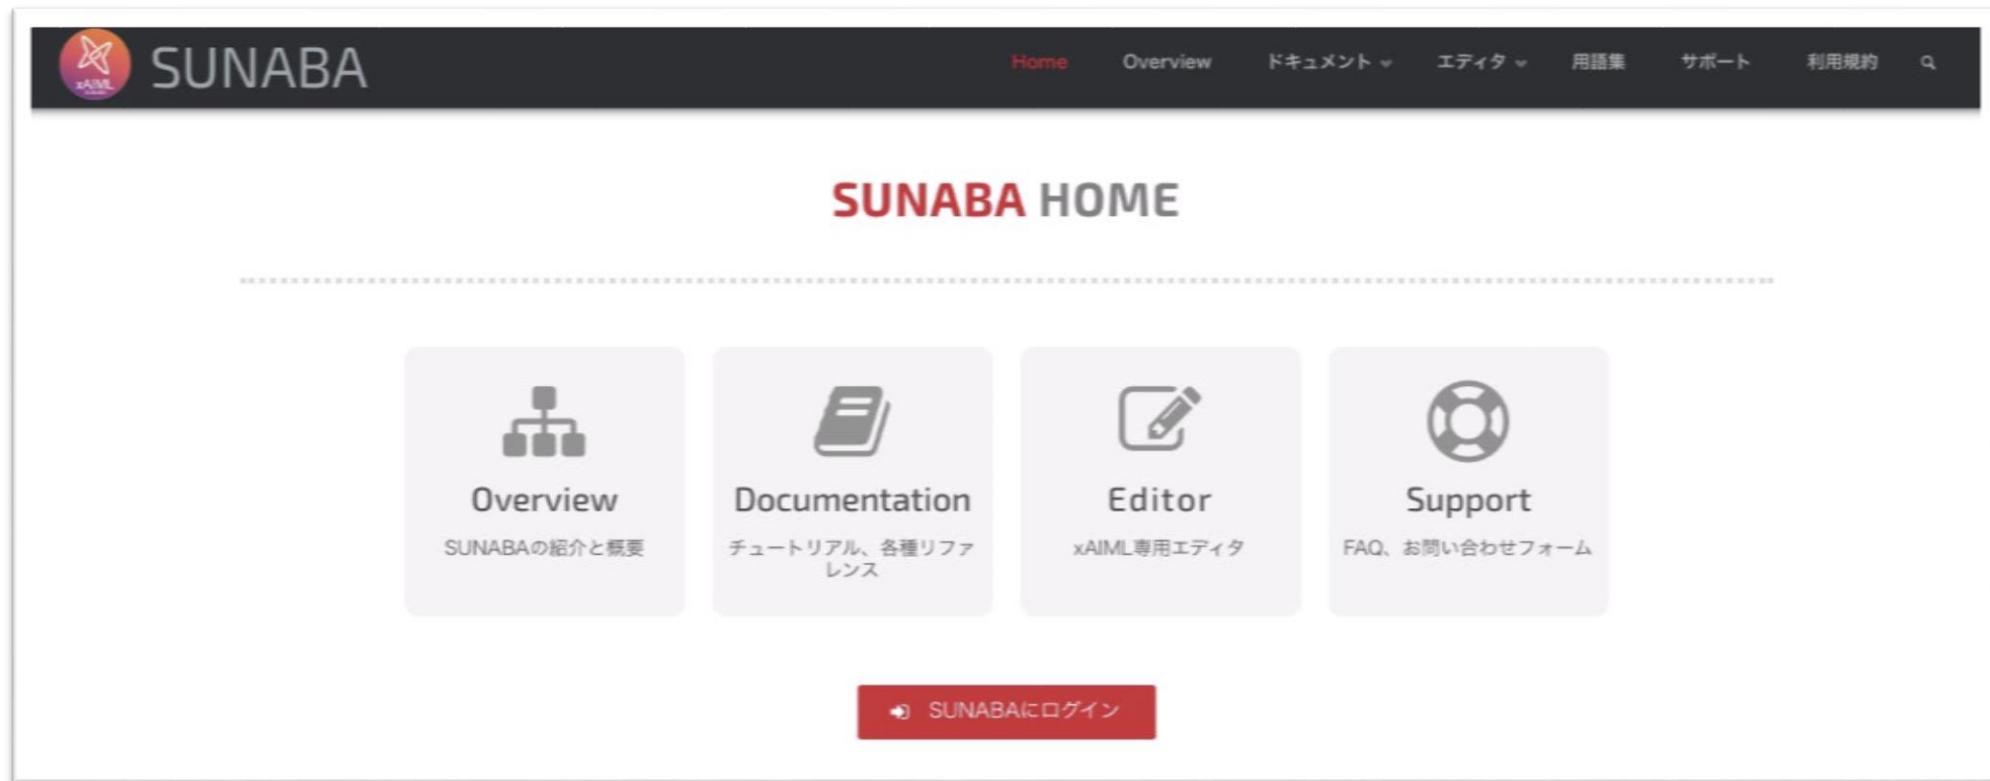 xAIML
SUNABA
Home Overview ドキュメント エディタ 用語集 サポート 利用規約
SUNABA HOME
Overview
SUNABAの紹介と概要
Documentation
チュートリアル、各種リファ
レンス
Editor
xAIML専用エディタ
Support
FAQ、お問い合わせフォーム
SUNABAにログイン